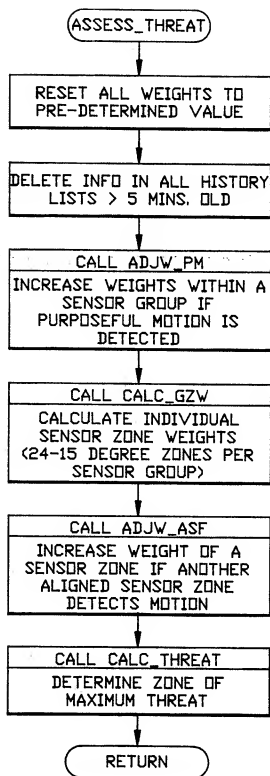 ASSESS_THREAT
RESET ALL WEIGHTS TO
PRE-DETERMINED VALUE
DELETE INFO IN ALL HISTORY
LISTS > 5 MINS. OLD
CALL ADJW_PM
INCREASE WEIGHTS WITHIN A
SENSOR GROUP IF
PURPOSEFUL MOTION IS
DETECTED
CALL CALC_GZW
CALCULATE INDIVIDUAL
SENSOR ZONE WEIGHTS
(24-15 DEGREE ZONES PER
SENSOR GROUP)
CALL ADJW_ASF
INCREASE WEIGHT OF A
SENSOR ZONE IF ANOTHER
ALIGNED SENSOR ZONE
DETECTS MOTION
CALL CALC_THREAT
DETERMINE ZONE OF
MAXIMUM THREAT
RETURN